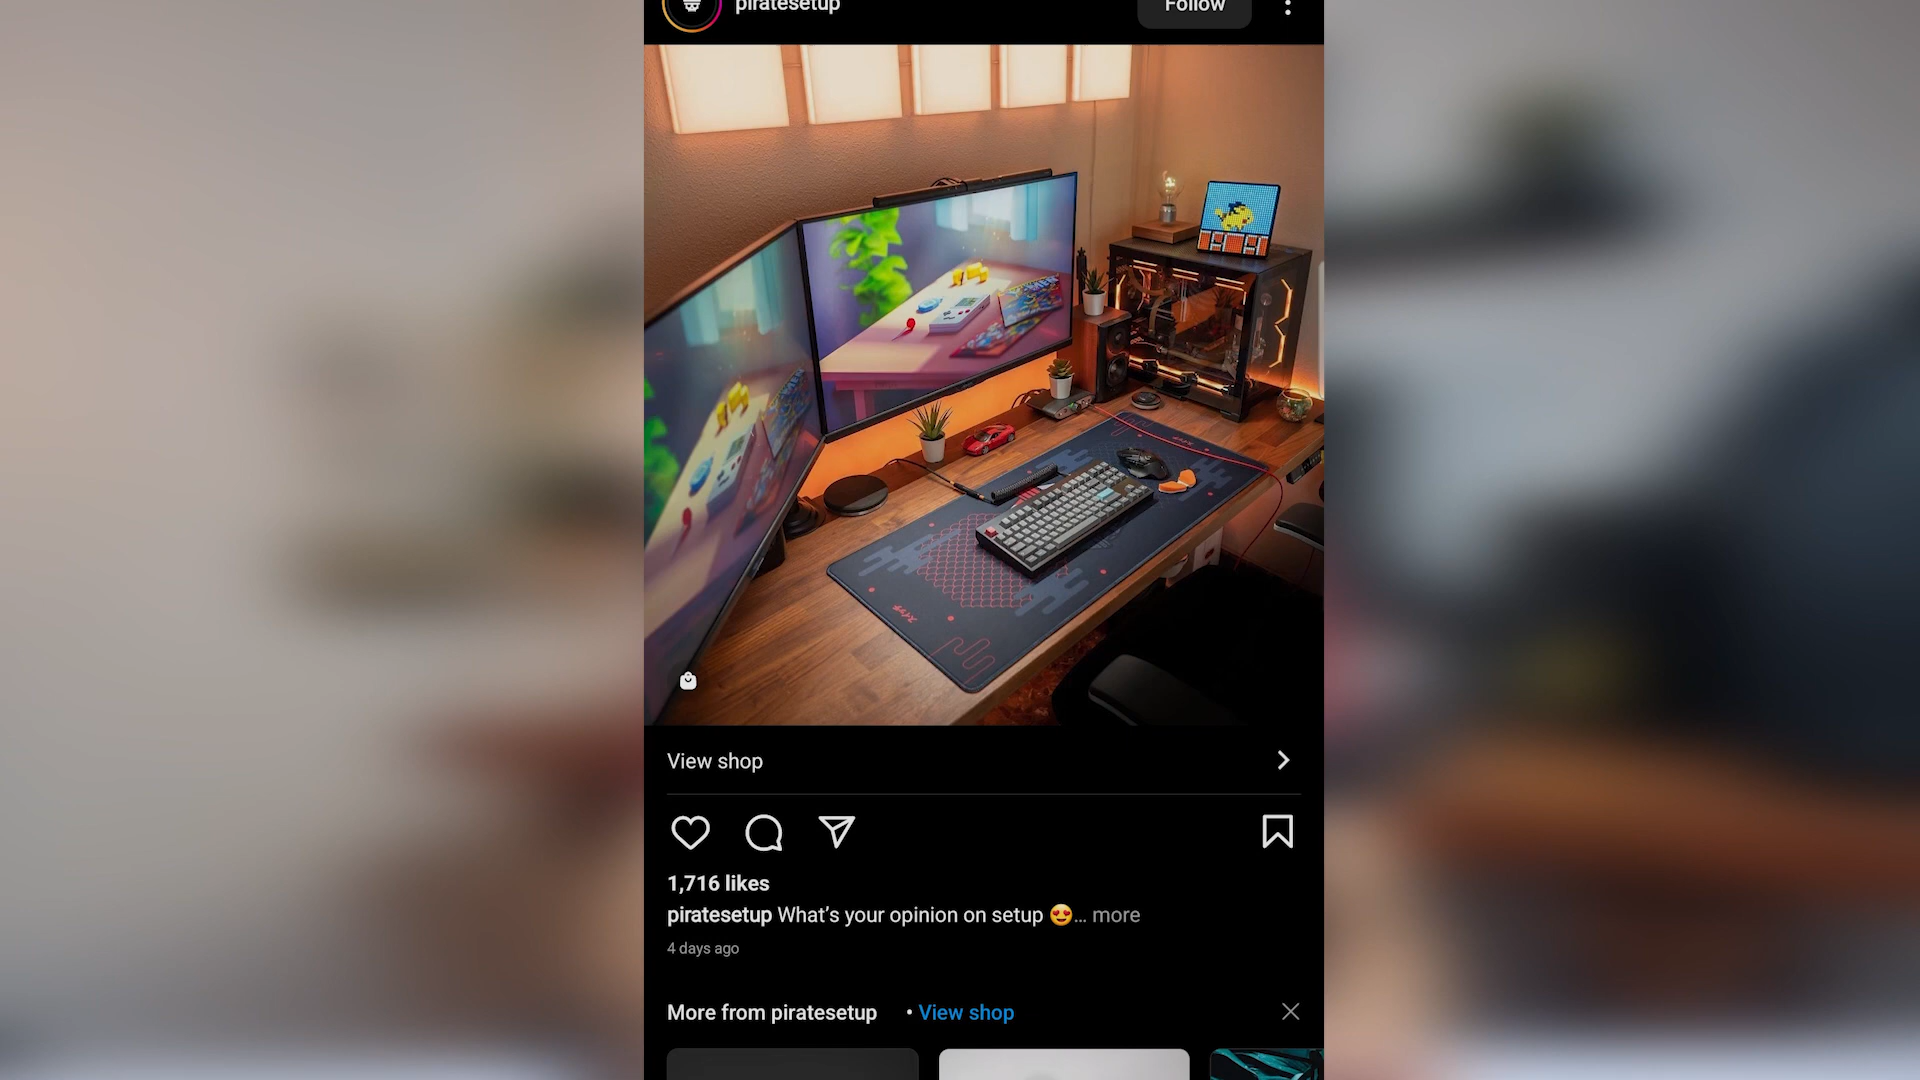 piratesetup
Follow
View shop
1,716 likes
piratesetup What's your opinion on setup 😍... more
4 days ago
More from piratesetup • View shop